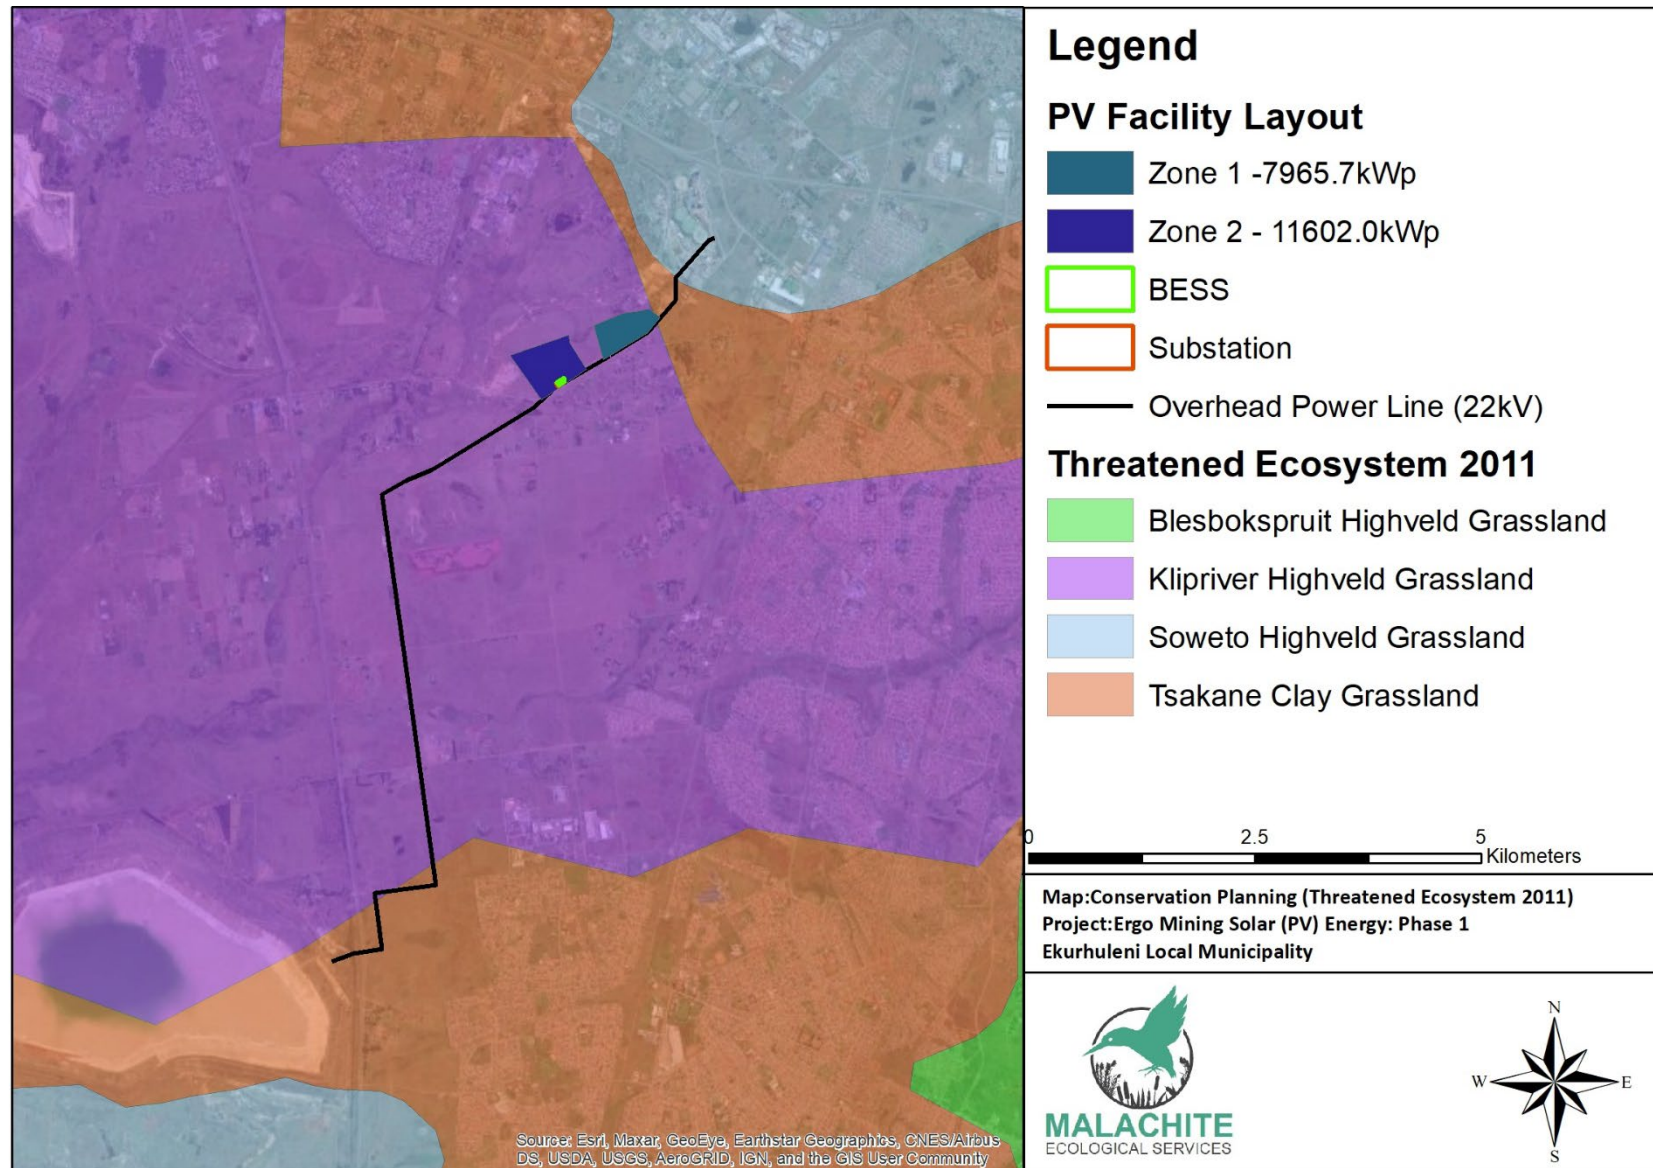 Legend
PV Facility Layout
Zone 1 -7965.7kWp
Zone 2 - 11602.0kWp
BESS
Substation
Overhead Power Line (22kV)
Threatened Ecosystem 2011
Blesbokspruit Highveld Grassland
Klipriver Highveld Grassland
Soweto Highveld Grassland
Tsakane Clay Grassland
0 2.5 5
Kilometers
Map:Conservation Planning (Threatened Ecosystem 2011)
Project:Ergo Mining Solar (PV) Energy: Phase 1
Ekurhuleni Local Municipality
MALACHITE
ECOLOGICAL SERVICES
N
W E
S
Source: Esri, Maxar, GeoEye, Earthstar Geographics, CNES/Airbus
DS, USDA, USGS, AeroGRID, IGN, and the GIS User Community